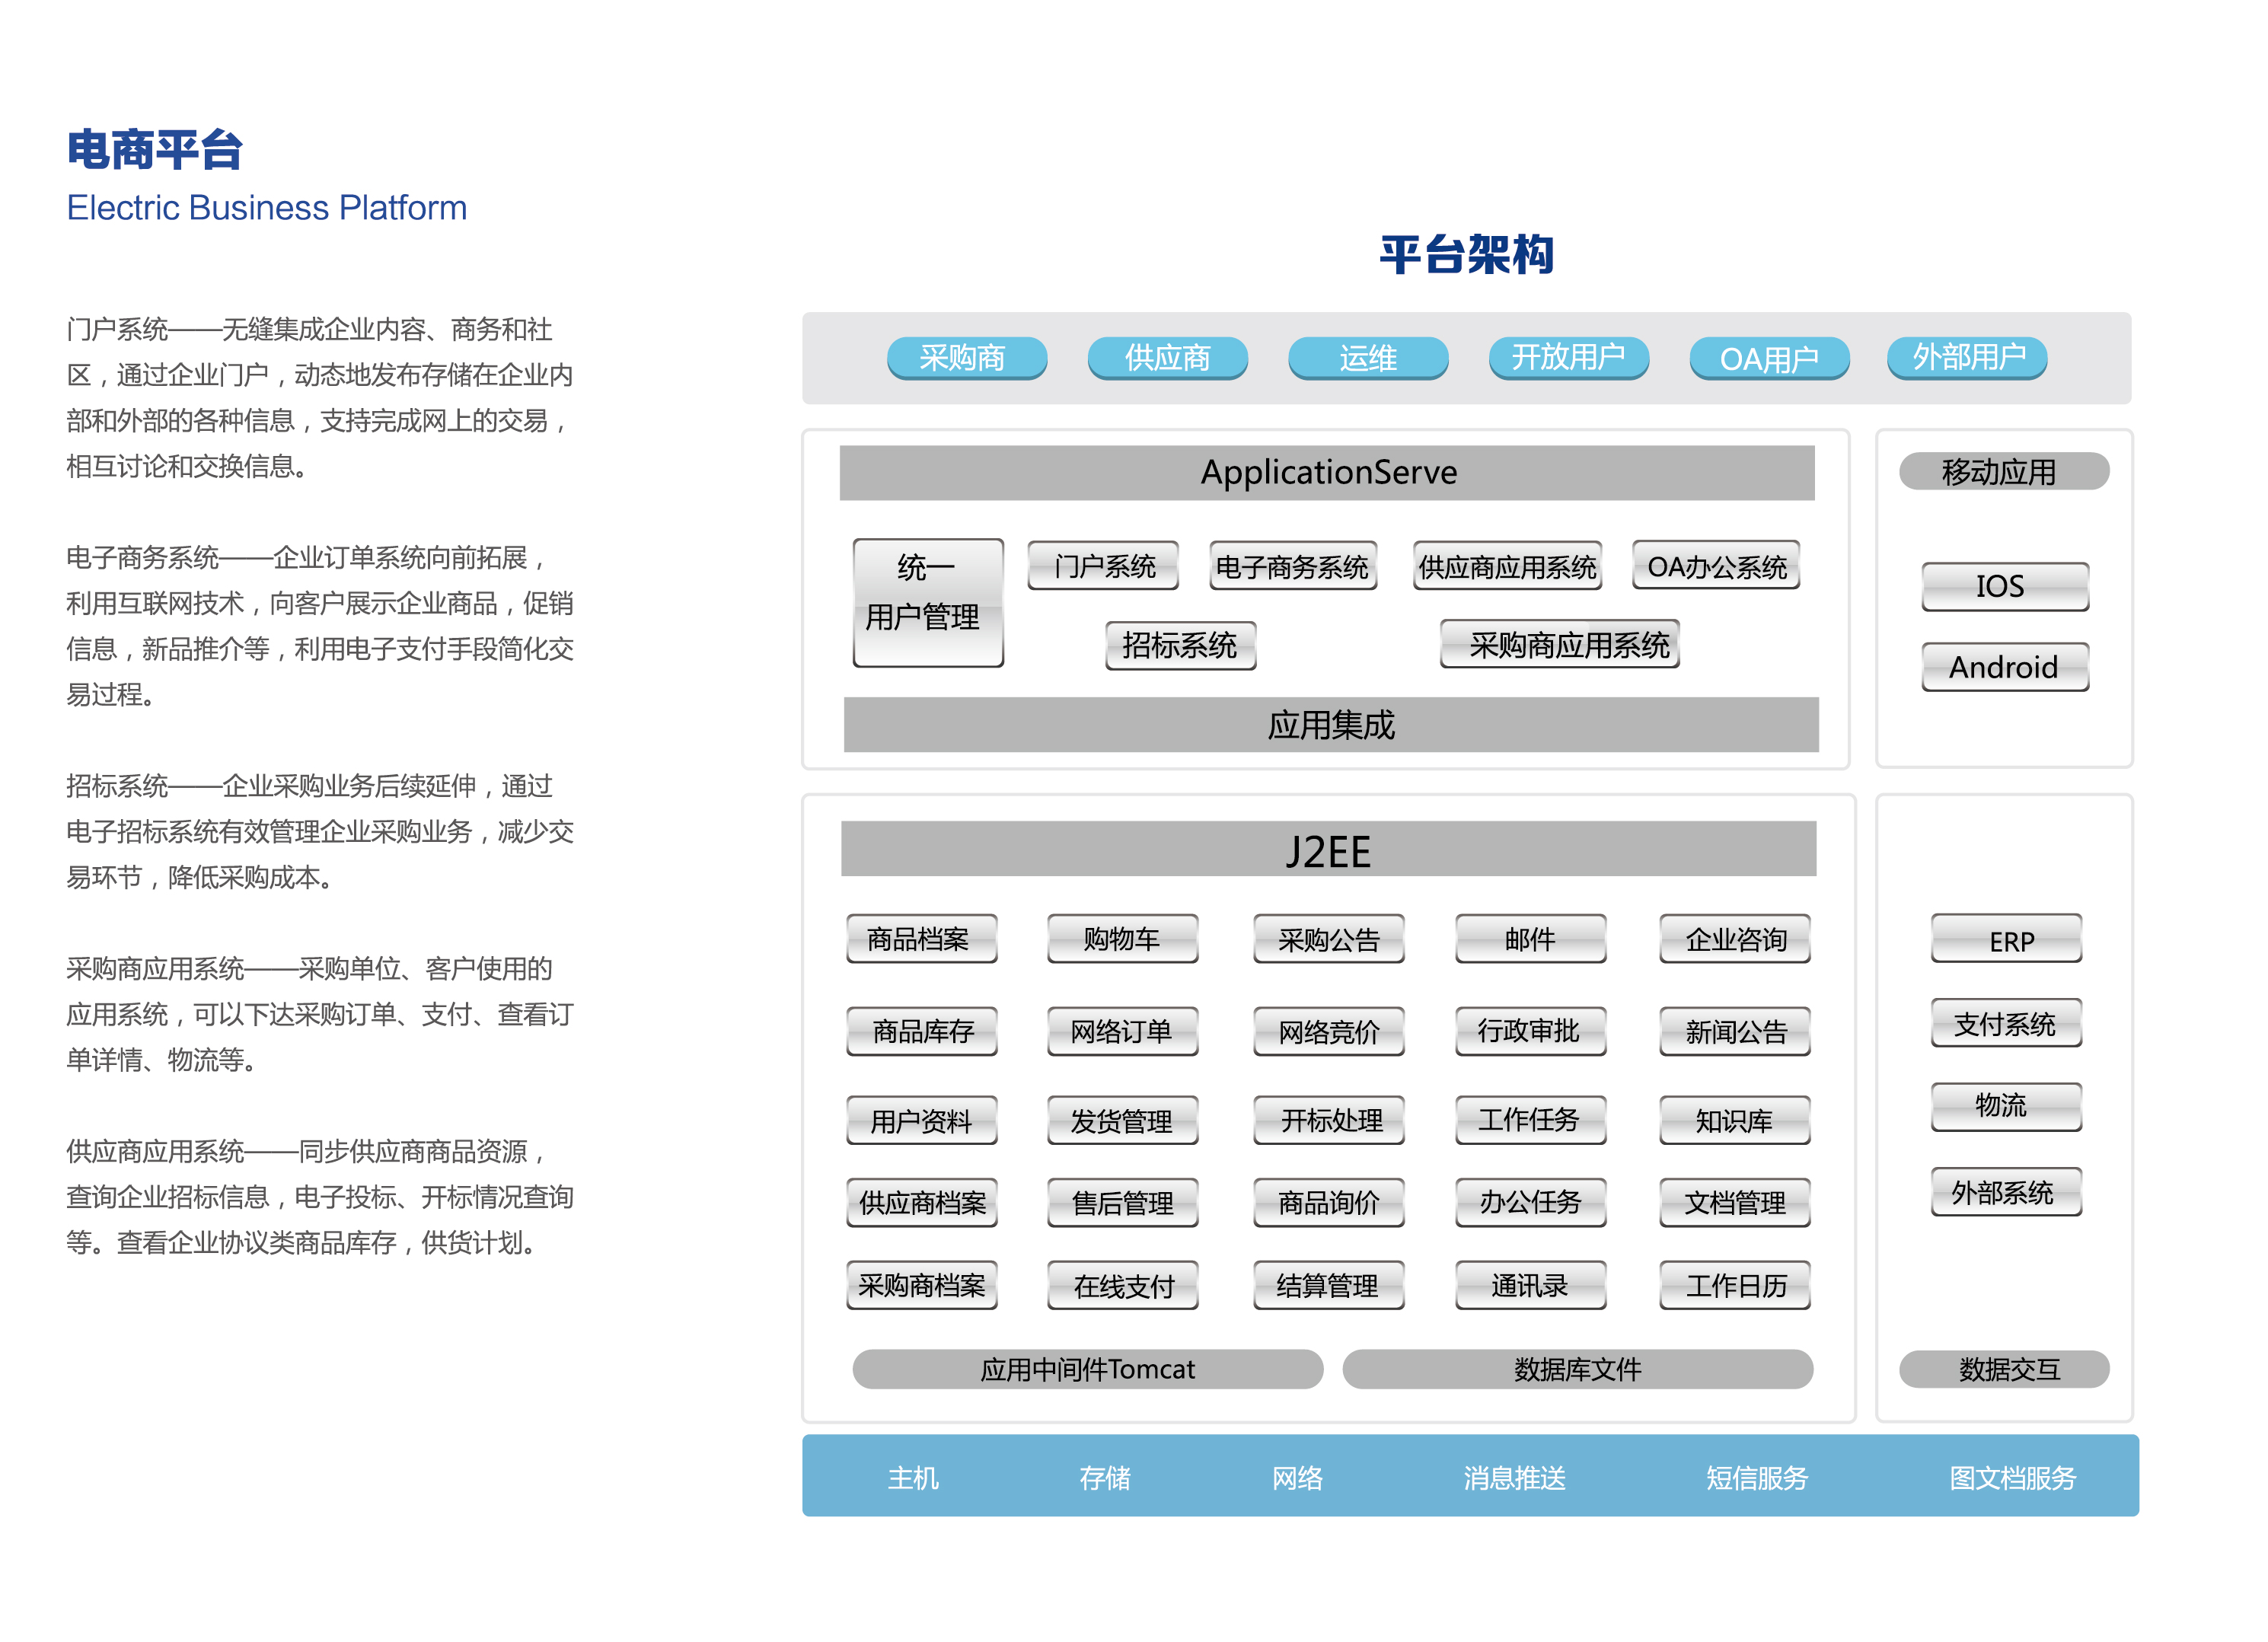 电商平台
Electric Business Platform
门户系统——无缝集成企业内容、商务和社
区，通过企业门户，动态地发布存储在企业内
部和外部的各种信息，支持完成网上的交易，
相互讨论和交换信息。
电子商务系统——企业订单系统向前拓展，
利用互联网技术，向客户展示企业商品，促销
信息，新品推介等，利用电子支付手段简化交
易过程。
招标系统——企业采购业务后续延伸，通过
电子招标系统有效管理企业采购业务，减少交
易环节，降低采购成本。
采购商应用系统——采购单位、客户使用的
应用系统，可以下达采购订单、支付、查看订
单详情、物流等。
供应商应用系统——同步供应商商品资源，
查询企业招标信息，电子投标、开标情况查询
等。查看企业协议类商品库存，供货计划。
平台架构
采购商 供应商 运维 开放用户 OA用户 外部用户
ApplicationServe
统一
用户管理
门户系统 电子商务系统 供应商应用系统 OA办公系统
招标系统 采购商应用系统
应用集成
移动应用
IOS
Android
J2EE
商品档案 购物车 采购公告 邮件 企业咨询
商品库存 网络订单 网络竞价 行政审批 新闻公告
用户资料 发货管理 开标处理 工作任务 知识库
供应商档案 售后管理 商品询价 办公任务 文档管理
采购商档案 在线支付 结算管理 通讯录 工作日历
应用中间件Tomcat 数据库文件
ERP
支付系统
物流
外部系统
数据交互
主机 存储 网络 消息推送 短信服务 图文档服务